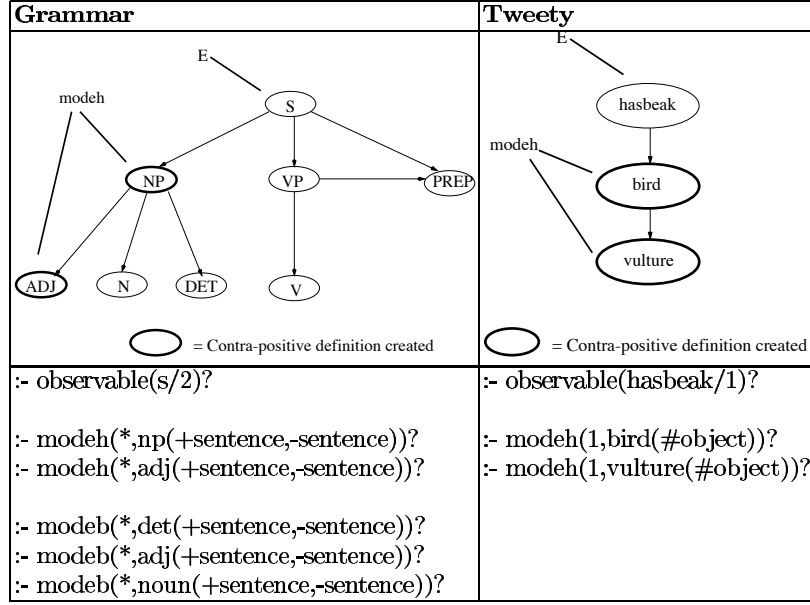 Grammar
E
modeh
S
NP
VP
PREP
ADJ
N
DET
V
= Contra-positive definition created
:- observable(s/2)?
:- modeh(*,np(+sentence,-sentence))?
:- modeh(*,adj(+sentence,-sentence))?
:- modeb(*,det(+sentence,-sentence))?
:- modeb(*,adj(+sentence,-sentence))?
:- modeb(*,noun(+sentence,-sentence))?
Tweety
E
hasbeak
modeh
bird
vulture
= Contra-positive definition created
:- observable(hasbeak/1)?
:- modeh(1,bird(#object))?
:- modeh(1,vulture(#object))?